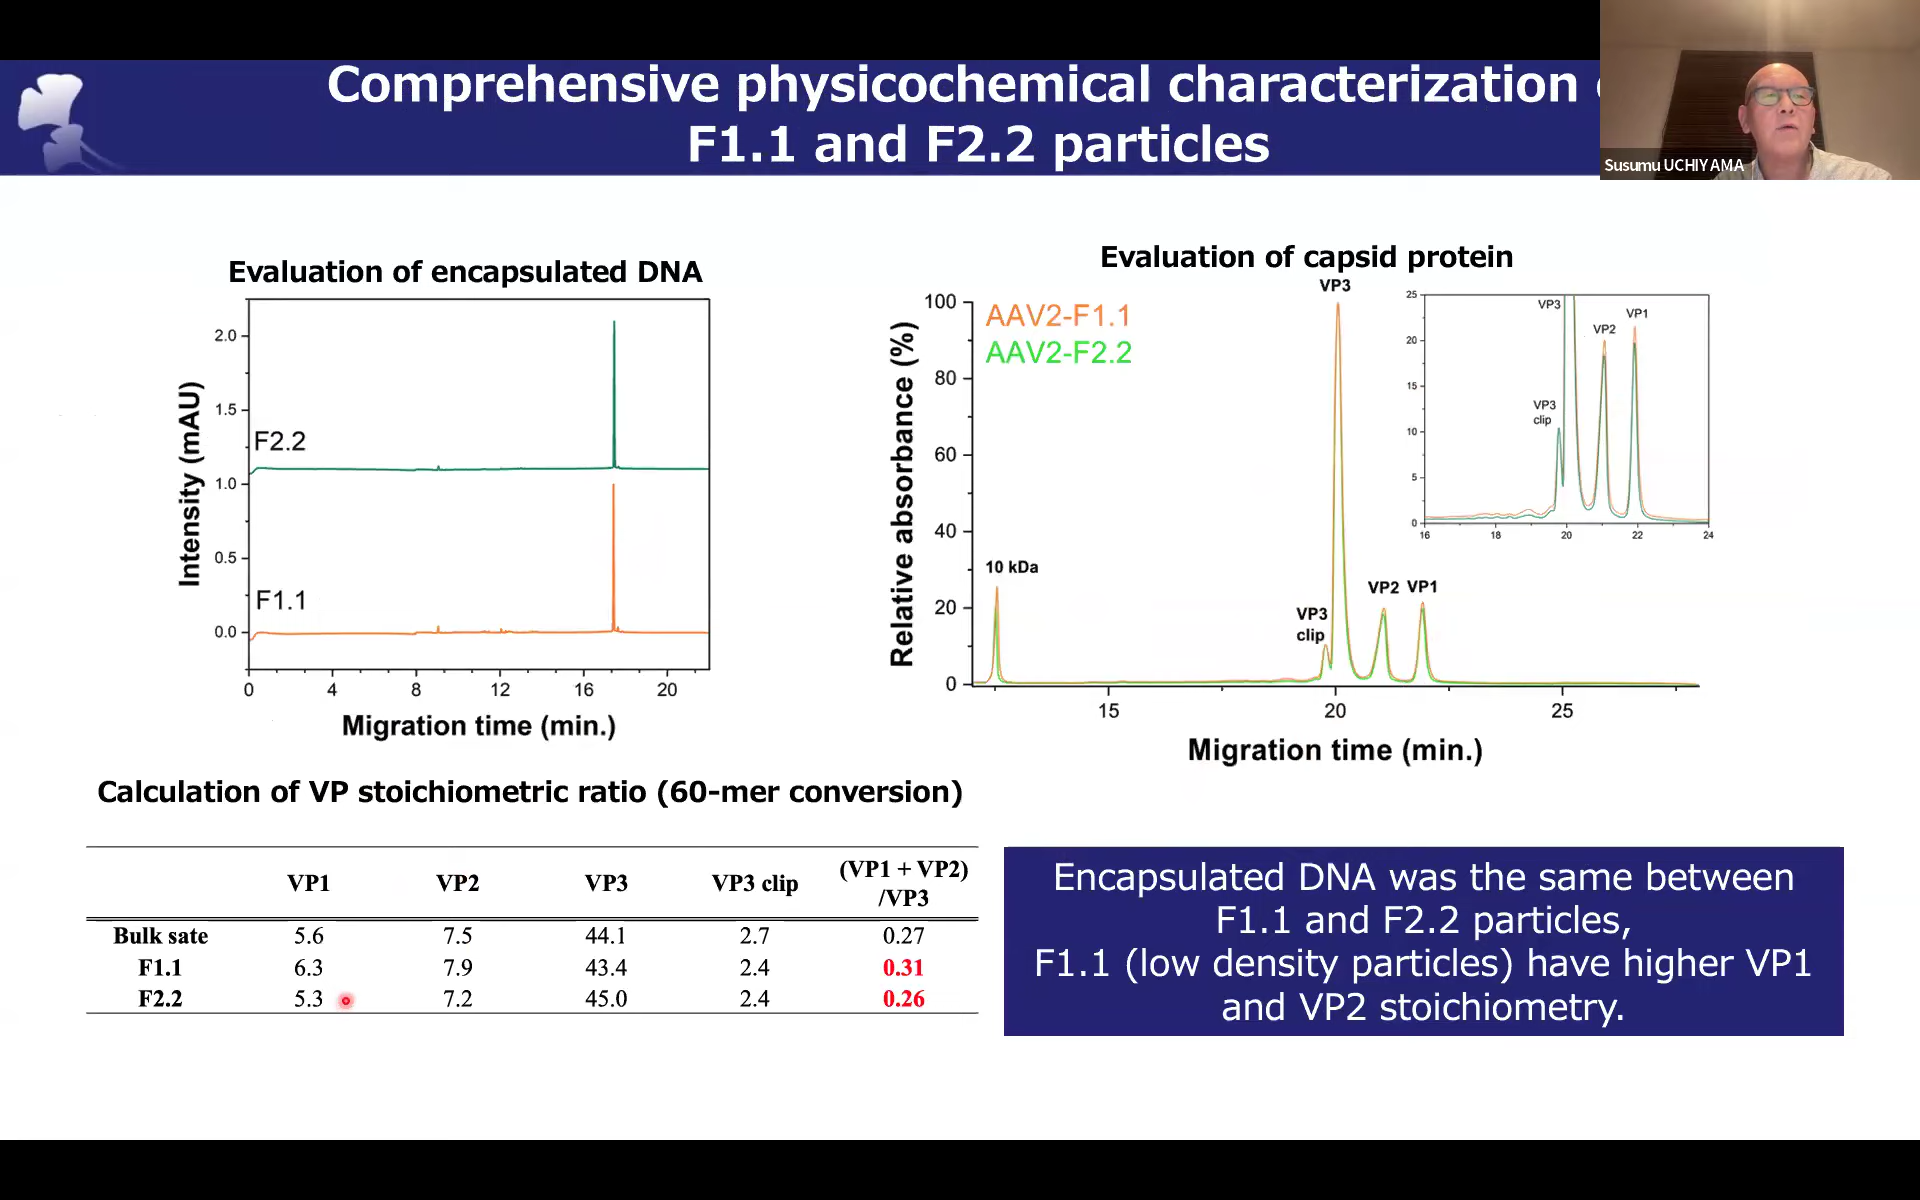 Comprehensive physicochemical characterization
F1.1 and F2.2 particles
Susumu UCHIYAMA
Evaluation of encapsulated DNA
Intensity (mAU)
2.0
1.5
1.0
0.5
0.0
F2.2
F1.1
0 4 8 12 16 20
Migration time (min.)
Evaluation of capsid protein
Relative absorbance (%)
100
80
60
40
20
0
AAV2-F1.1
AAV2-F2.2
10 kDa
VP3
VP3
clip
VP2 VP1
15 20 25
Migration time (min.)
25
20
15
10
5
0
VP3
VP2
VP1
VP3
clip
16 18 20 22 24
Calculation of VP stoichiometric ratio (60-mer conversion)
VP1 VP2 VP3 VP3 clip (VP1 + VP2)
/VP3
Bulk sate 5.6 7.5 44.1 2.7 0.27
F1.1 6.3 7.9 43.4 2.4 0.31
F2.2 5.3 7.2 45.0 2.4 0.26
Encapsulated DNA was the same between
F1.1 and F2.2 particles,
F1.1 (low density particles) have higher VP1
and VP2 stoichiometry.